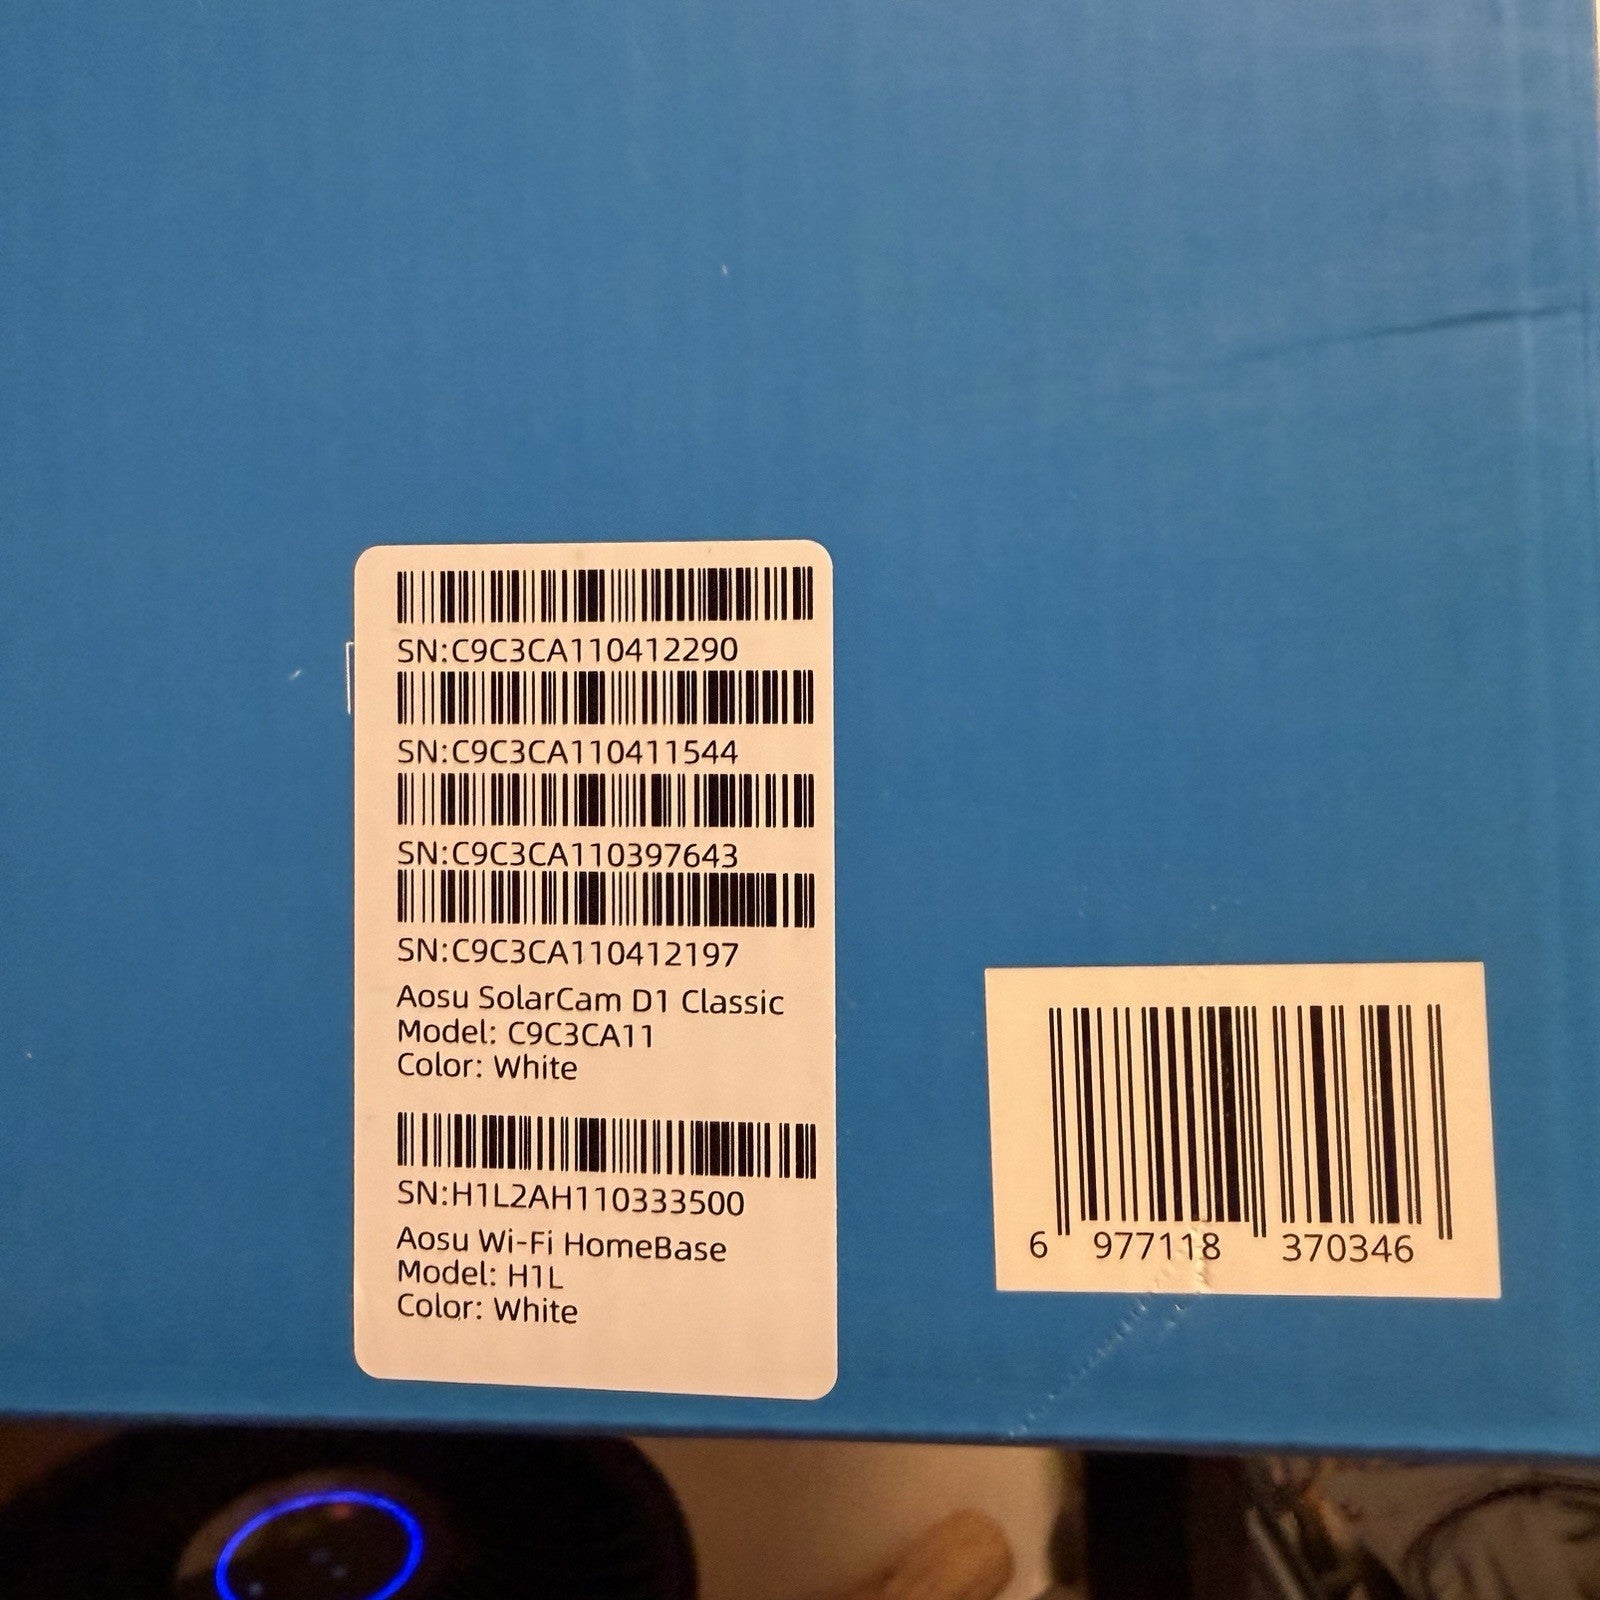 SN:C9C3CA110412290
SN:C9C3CA110411544
SN:C9C3CA110397643
SN:C9C3CA110412197
Aosu SolarCam D1 Classic
Model: C9C3CA11
Color: White
SN:H1L2AH110333500
Aosu Wi-Fi HomeBase
Model: H1L
Color: White
6 977118 370346